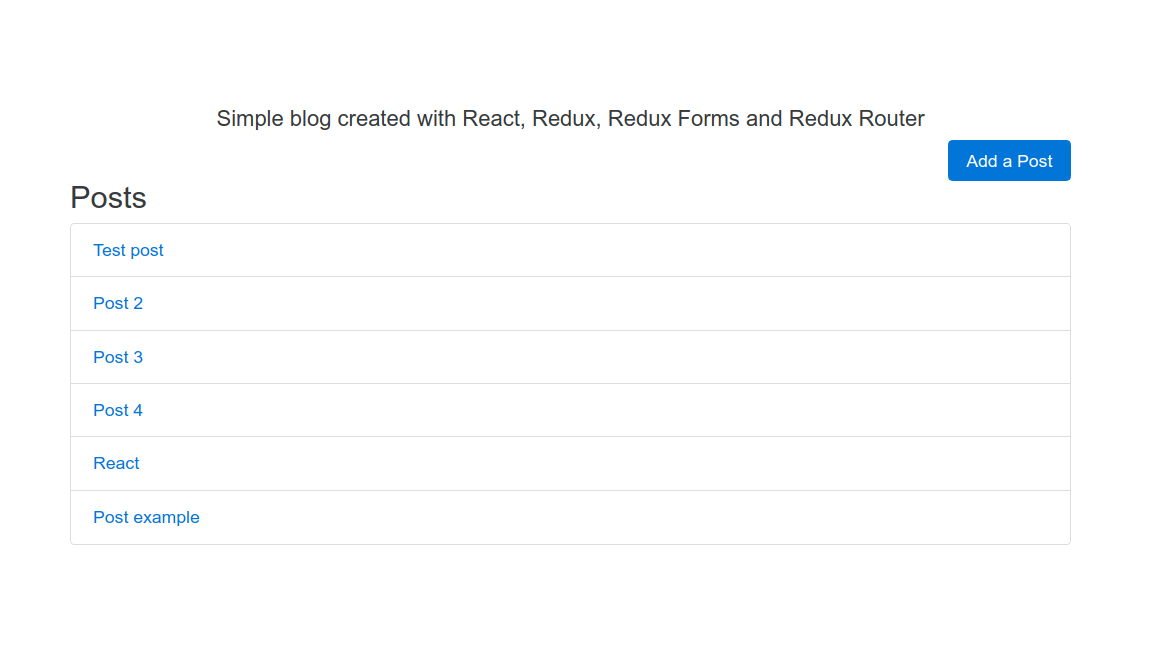 Simple blog created with React, Redux, Redux Forms and Redux Router
Add a Post
Posts
Test post
Post 2
Post 3
Post 4
React
Post example